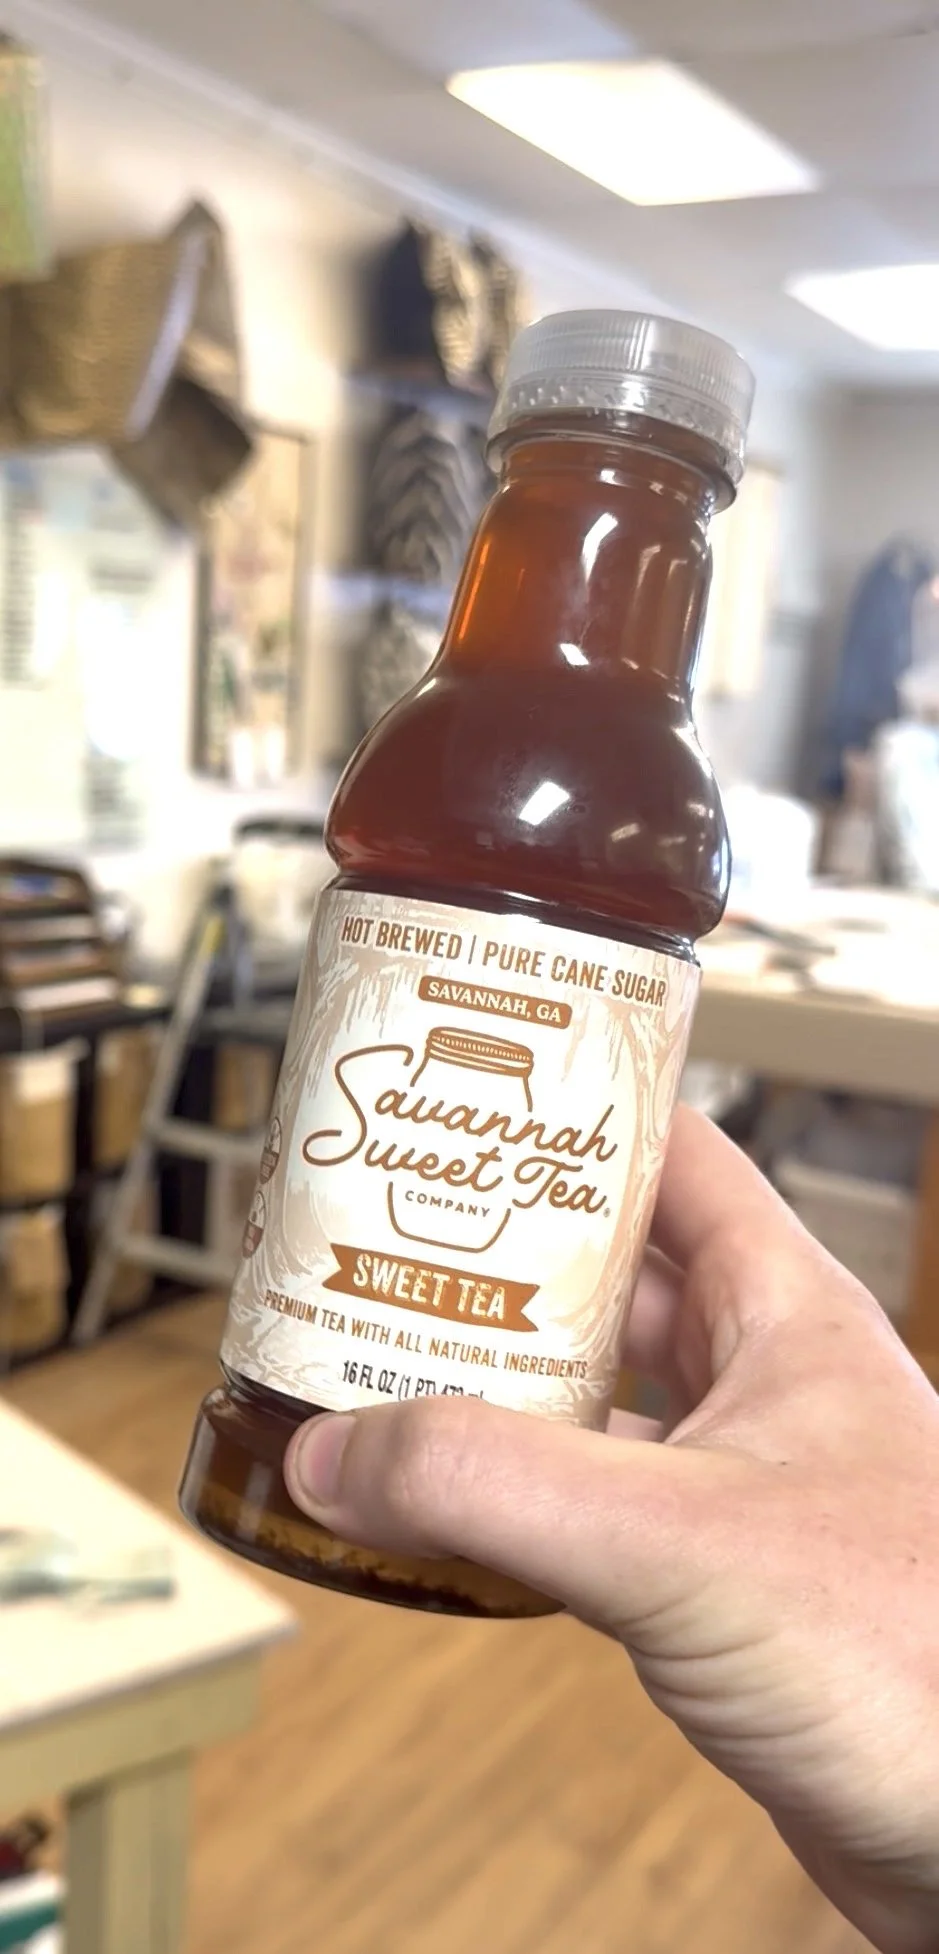 HOT BREWED | PURE CANE SUGAR
SAVANNAH, GA
Savannah
Sweet Tea®
COMPANY
SWEET TEA
PREMIUM TEA WITH ALL NATURAL INGREDIENTS
16 FL OZ (1 PT)